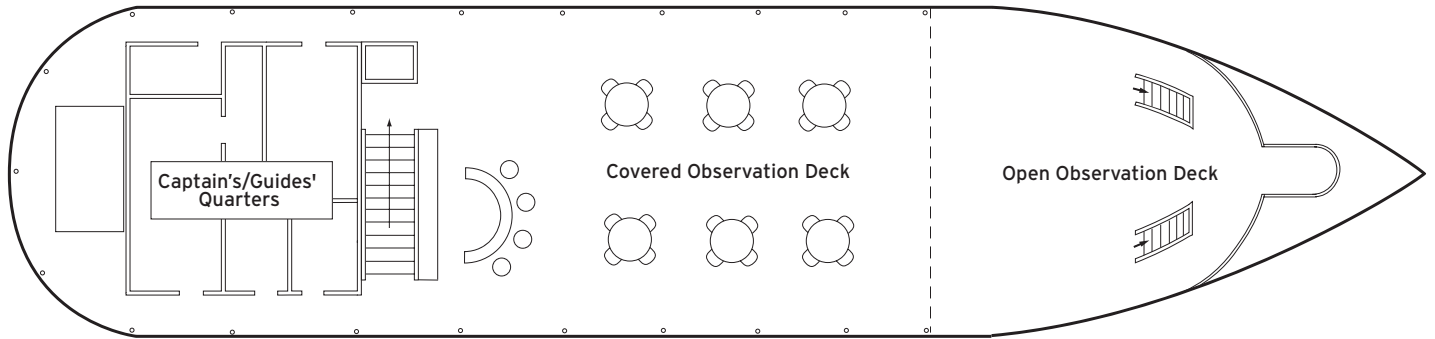 Captain's/Guides'
Quarters
Covered Observation Deck
Open Observation Deck